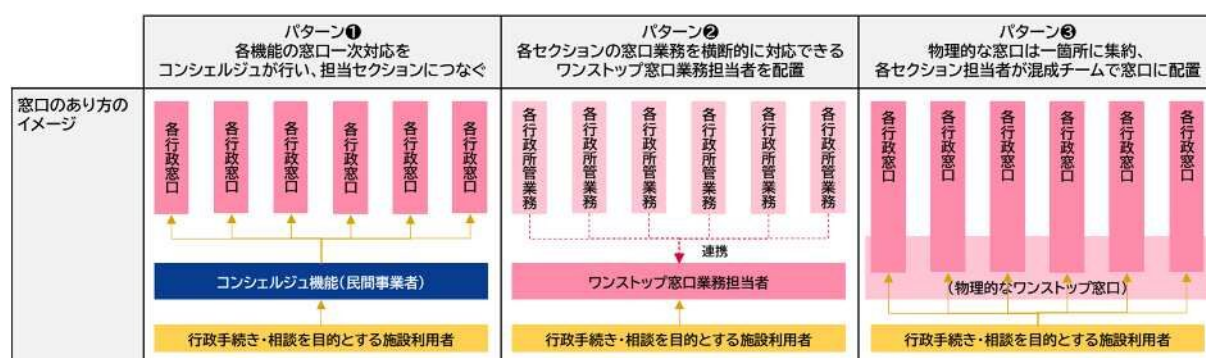 パターン❶
各機能の窓口一次対応を
コンシェルジュが行い、担当セクションにつなぐ
パターン❷
各セクションの窓口業務を横断的に対応できる
ワンストップ窓口業務担当者を配置
パターン❸
物理的な窓口は一箇所に集約、
各セクション担当者が混成チームで窓口に配置
窓口のあり方の
イメージ
各行政窓口
各行政窓口
各行政窓口
各行政窓口
各行政窓口
各行政窓口
コンシェルジュ機能(民間事業者)
行政手続き・相談を目的とする施設利用者
各行政所管業務
各行政所管業務
各行政所管業務
各行政所管業務
各行政所管業務
各行政所管業務
連携
ワンストップ窓口業務担当者
行政手続き・相談を目的とする施設利用者
各行政窓口
各行政窓口
各行政窓口
各行政窓口
各行政窓口
各行政窓口
(物理的なワンストップ窓口)
行政手続き・相談を目的とする施設利用者